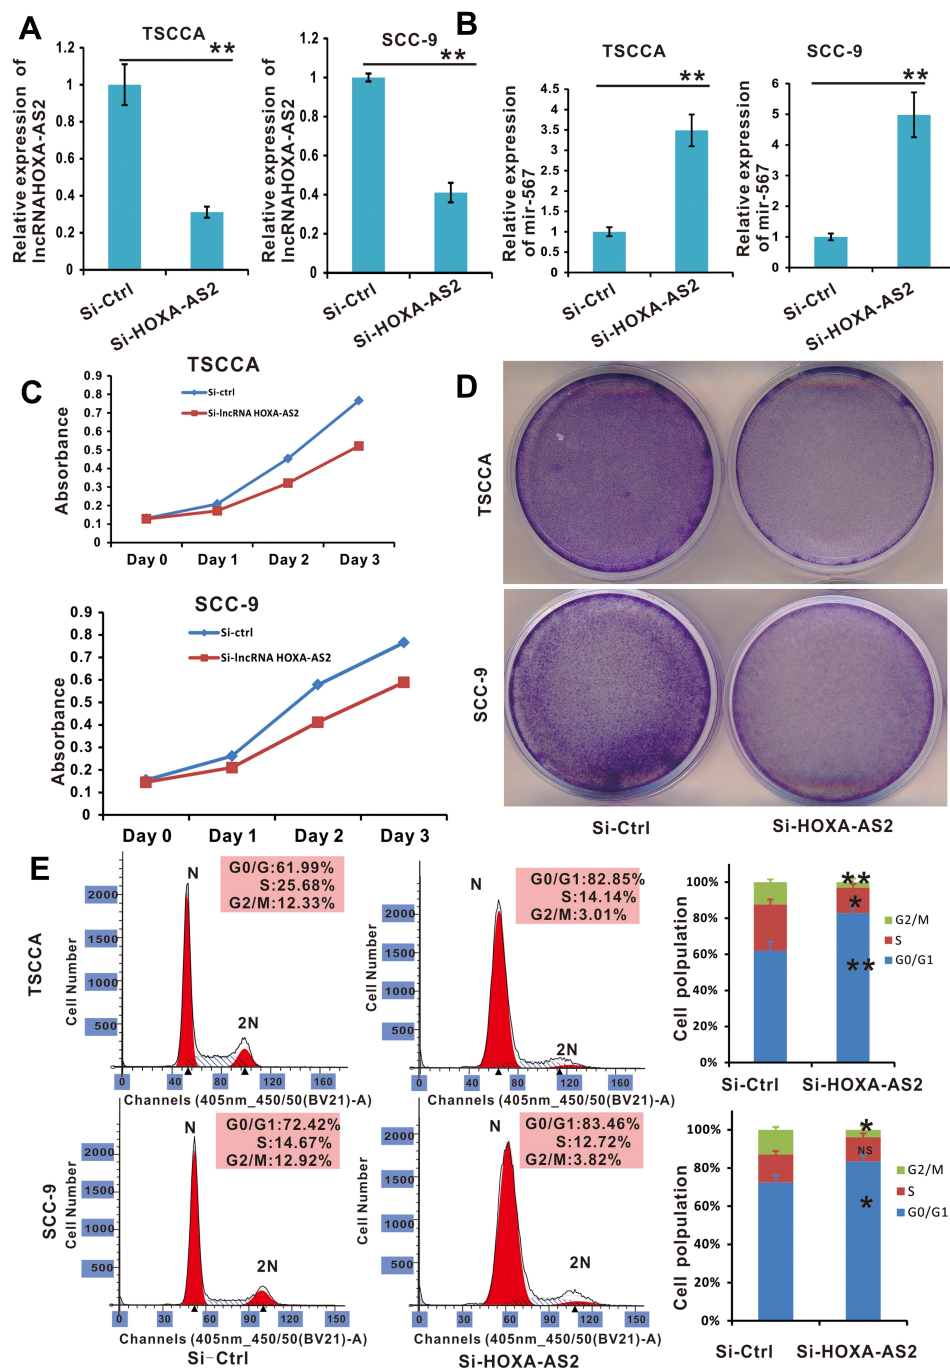 A
TSCCA
**
Relative expression of
lncRNAHOXA-AS2
1.2
1
0.8
0.6
0.4
0.2
0
Si-Ctrl
Si-HOXA-AS2
SCC-9
**
Relative expression of
lncRNAHOXA-AS2
1.2
1
0.8
0.6
0.4
0.2
0
Si-Ctrl
Si-HOXA-AS2
B
TSCCA
**
Relative expression
of mir-567
4.5
4
3.5
3
2.5
2
1.5
1
0.5
0
Si-Ctrl
Si-HOXA-AS2
SCC-9
**
Relative expression
of mir-567
6
5
4
3
2
1
0
Si-Ctrl
Si-HOXA-AS2
C
TSCCA
Si-ctrl
Si-lncRNA HOXA-AS2
Absorbance
0.9
0.8
0.7
0.6
0.5
0.4
0.3
0.2
0.1
0
Day 0 Day 1 Day 2 Day 3
SCC-9
Si-ctrl
Si-lncRNA HOXA-AS2
Absorbance
0.9
0.8
0.7
0.6
0.5
0.4
0.3
0.2
0.1
0
Day 0 Day 1 Day 2 Day 3
D
TSCCA
SCC-9
Si-Ctrl Si-HOXA-AS2
E
TSCCA
N
G0/G:61.99%
S:25.68%
G2/M:12.33%
2N
Cell Number
2000
1500
1000
500
0 40 80 120 160
Channels (405nm_450/50(BV21)-A)
N
G0/G1:82.85%
S:14.14%
G2/M:3.01%
2N
Cell Number
2000
1500
1000
500
0 40 80 120 160
Channels (405nm_450/50(BV21)-A)
Cell polpulation
100%
80%
60%
40%
20%
0%
**
*
**
G2/M
S
G0/G1
Si-Ctrl Si-HOXA-AS2
SCC-9
N
G0/G1:72.42%
S:14.67%
G2/M:12.92%
2N
Cell Number
2000
1500
1000
500
0 30 60 90 120 150
Channels (405nm_450/50(BV21)-A)
Si-Ctrl
N
G0/G1:83.46%
S:12.72%
G2/M:3.82%
2N
Cell Number
2000
1500
1000
500
0 30 60 90 120 150
Channels (405nm_450/50(BV21)-A)
Si-HOXA-AS2
Cell polpulation
100%
80%
60%
40%
20%
0%
*
NS
*
G2/M
S
G0/G1
Si-Ctrl Si-HOXA-AS2